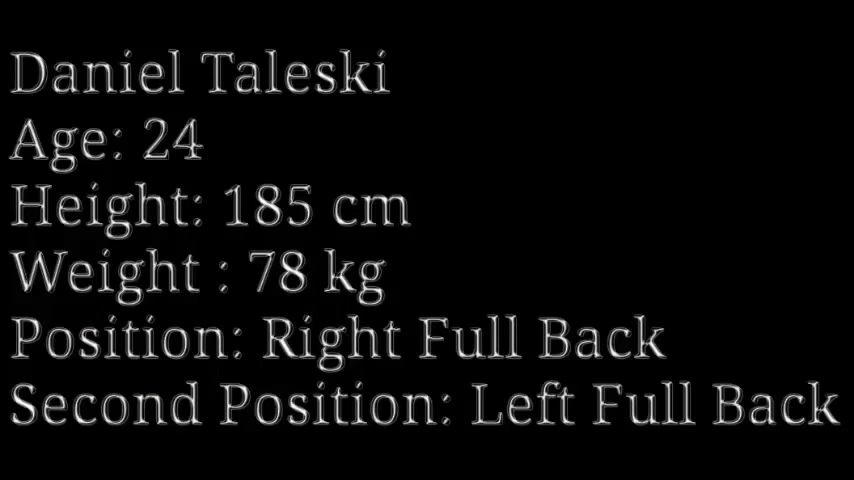 Daniel Taleski
Age: 24
Height: 185 cm
Weight : 78 kg
Position: Right Full Back
Second Position: Left Full Back